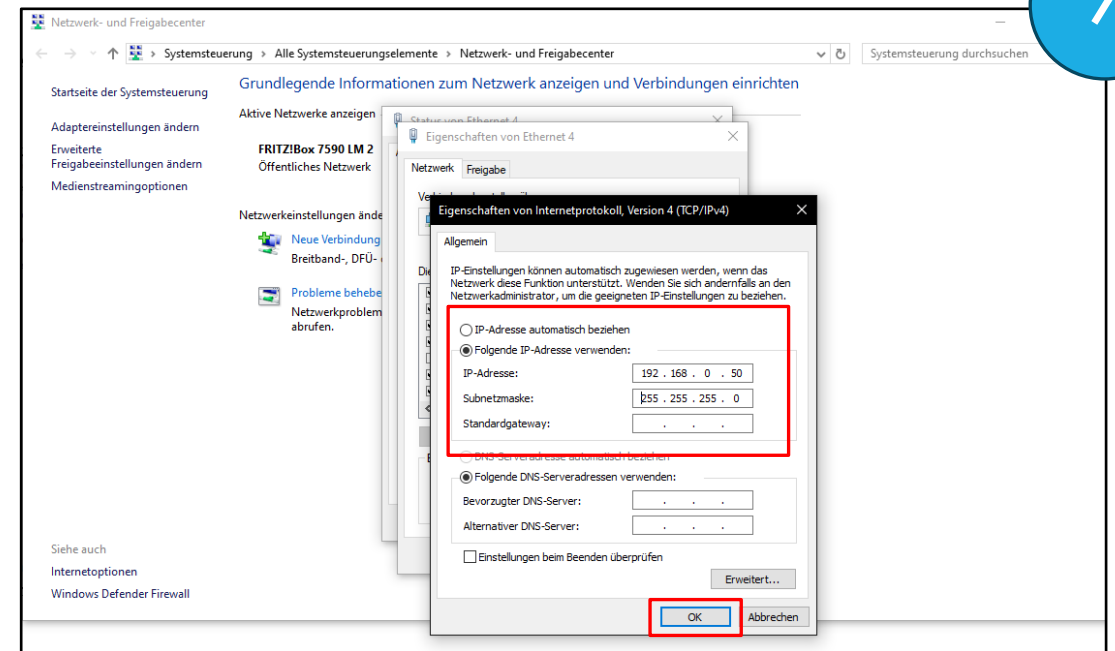 Netzwerk- und Freigabecenter
Systemsteuerung > Alle Systemsteuerungselemente > Netzwerk- und Freigabecenter
Systemsteuerung durchsuchen
Startseite der Systemsteuerung
Adaptereinstellungen ändern
Erweiterte
Freigabeeinstellungen ändern
Medienstreamingoptionen
Siehe auch
Internetoptionen
Windows Defender Firewall
Grundlegende Informationen zum Netzwerk anzeigen und Verbindungen einrichten
Aktive Netzwerke anzeigen
FRITZ!Box 7590 LM 2
Öffentliches Netzwerk
Netzwerkeinstellungen ände
Neue Verbindung
Breitband-, DFÜ-
Probleme behebe
Netzwerkproblem
abrufen.
Status von Ethernet 4
Eigenschaften von Ethernet 4
Netzwerk
Freigabe
Die
Eigenschaften von Internetprotokoll, Version 4 (TCP/IPv4)
Allgemein
IP-Einstellungen können automatisch zugewiesen werden, wenn das
Netzwerk diese Funktion unterstützt. Wenden Sie sich andernfalls an den
Netzwerkadministrator, um die geeigneten IP-Einstellungen zu beziehen.
IP-Adresse automatisch beziehen
Folgende IP-Adresse verwenden:
IP-Adresse: 192 . 168 . 0 . 50
Subnetzmaske: 255 . 255 . 255 . 0
Standardgateway: . . .
DNS-Serveradresse automatisch beziehen
Folgende DNS-Serveradressen verwenden:
Bevorzugter DNS-Server: . . .
Alternativer DNS-Server: . . .
Einstellungen beim Beenden überprüfen
Erweitert...
OK
Abbrechen